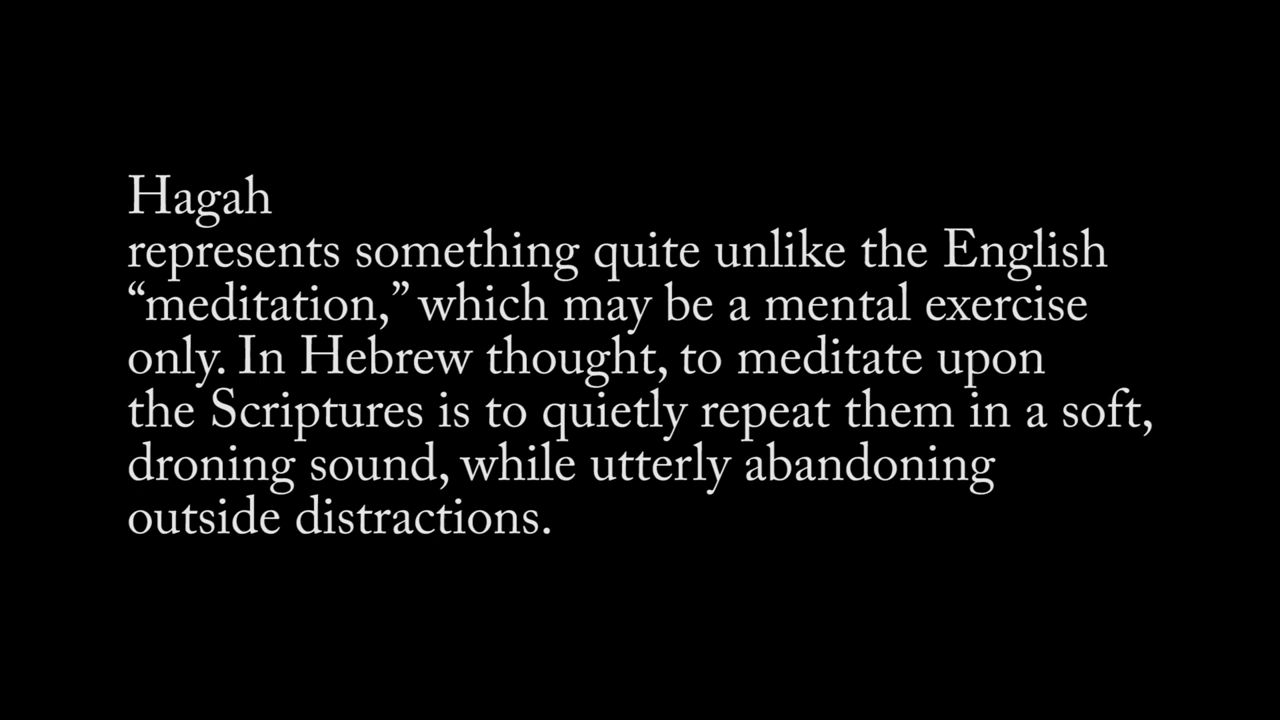 Hagah
represents something quite unlike the English
“meditation,” which may be a mental exercise
only. In Hebrew thought, to meditate upon
the Scriptures is to quietly repeat them in a soft,
droning sound, while utterly abandoning
outside distractions.